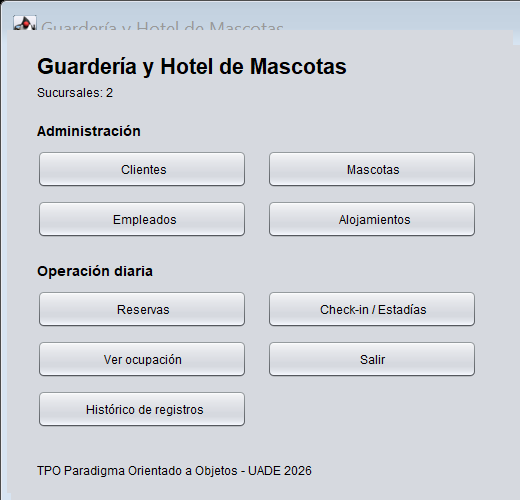 Guardería y Hotel de Mascotas
Guardería y Hotel de Mascotas
Sucursales: 2
Administración
Clientes
Mascotas
Empleados
Alojamientos
Operación diaria
Reservas
Check-in / Estadías
Ver ocupación
Salir
Histórico de registros
TPO Paradigma Orientado a Objetos - UADE 2026